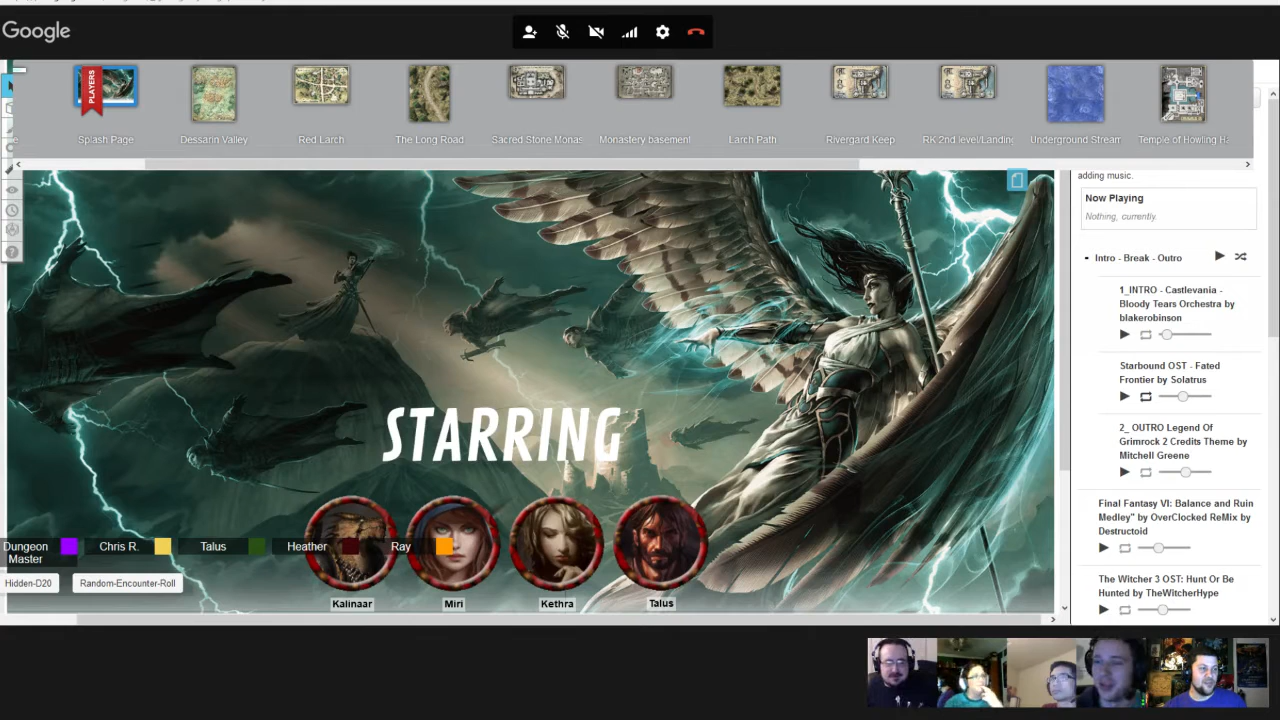 Google
PLAYERS
Splash Page
Dessarin Valley
Red Larch
The Long Road
Sacred Stone Monas
Monastery basement
Larch Path
Rivergard Keep
RK 2nd level/Landing
Underground Stream
Temple of Howling Ha
adding music.
Now Playing
Nothing, currently.
Intro - Break - Outro
1_INTRO - Castlevania -
Bloody Tears Orchestra by
blakerobinson
Starbound OST - Fated
Frontier by Solatrus
2_ OUTRO Legend Of
Grimrock 2 Credits Theme by
Mitchell Greene
Final Fantasy VI: Balance and Ruin
Medley" by OverClocked ReMix by
Destructoid
The Witcher 3 OST: Hunt Or Be
Hunted by TheWitcherHype
STARRING
Dungeon
Master
Chris R.
Talus
Heather
Ray
Hidden-D20
Random-Encounter-Roll
Kalinaar
Miri
Kethra
Talus